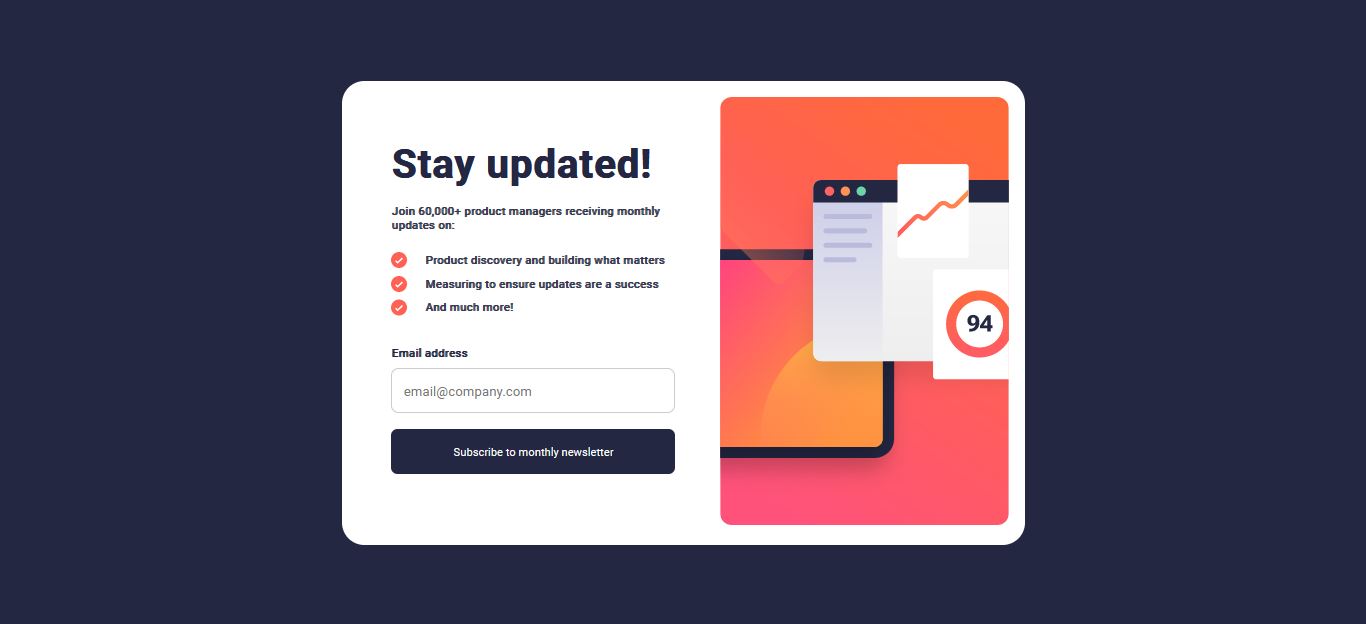 Stay updated!
Join 60,000+ product managers receiving monthly
updates on:
Product discovery and building what matters
Measuring to ensure updates are a success
And much more!
Email address
email@company.com
Subscribe to monthly newsletter
94